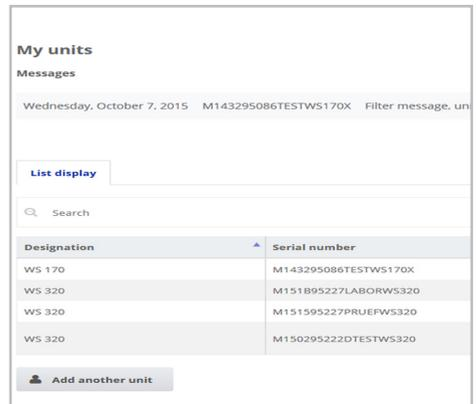 My units
Messages
Wednesday, October 7, 2015 M143295086TESTWS170X Filter message, un
List display
Search
Designation Serial number
WS 170 M143295086TESTWS170X
WS 320 M151B95227LABORWS320
WS 320 M151595227PRUEFWS320
WS 320 M150295222DTESTWS320
Add another unit